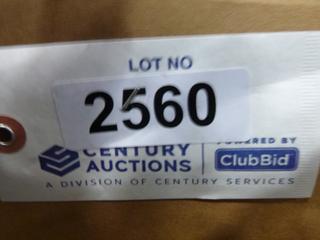 LOT NO
2560
CENTURY POWERED BY
AUCTIONS ClubBid
A DIVISION OF CENTURY SERVICES